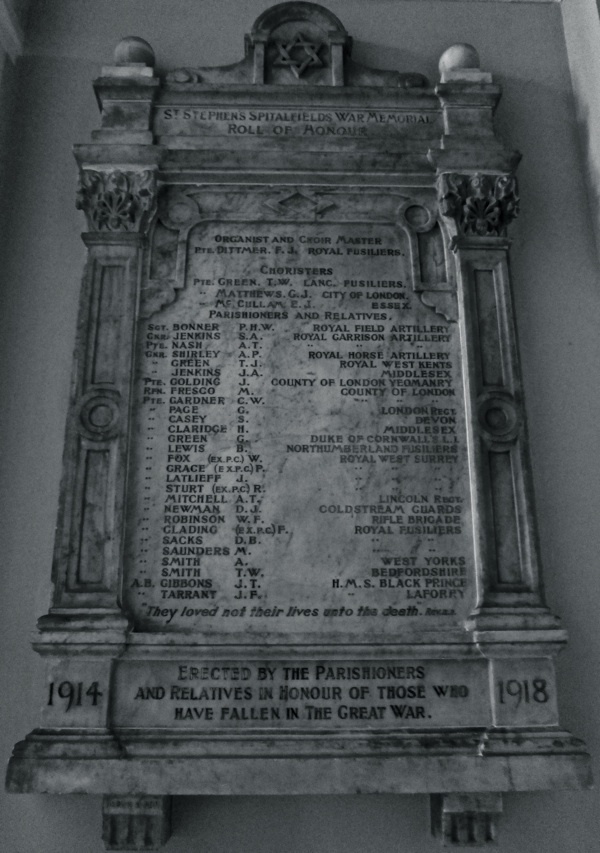 ST STEPHENS SPITALFIELDS WAR MEMORIAL
ROLL OF HONOUR
ORGANIST AND CHOIR MASTER
PTE. DITTMER. F. J. ROYAL FUSILIERS.
CHORISTERS
PTE. GREEN. T.W. LANC. FUSILIERS.
" MATTHEWS. G.J. CITY OF LONDON.
" MC CULLAM. E.J. ESSEX
PARISHIONERS AND RELATIVES.
SGT. BONNER P.H.W. ROYAL FIELD ARTILLERY
GNR. JENKINS S.A. ROYAL GARRISON ARTILLERY
PTE. NASH A.T. " " "
GNR. SHIRLEY A.P. ROYAL HORSE ARTILLERY
" GREEN T.J. ROYAL WEST KENTS
" JENKINS J.A. MIDDLESEX
PTE. GOLDING J. COUNTY OF LONDON YEOMANRY
RFN. FRESCO M. COUNTY OF LONDON
PTE. GARDNER C.W. " "
" PAGE G. LONDON REGT.
" CASEY S. DEVON
" CLARIDGE H. MIDDLESEX
" GREEN G. DUKE OF CORNWALL'S L.I.
" LEWIS B. NORTHUMBERLAND FUSILIERS
" FOX (EX.P.C) W. ROYAL WEST SURREY
" GRACE (EX.P.C) P. " " "
" LATLIEFF J. " " "
" STURT (EX.P.C) R. " " "
" MITCHELL A.T. LINCOLN REGT.
" NEWMAN D.J. COLDSTREAM GUARDS
" ROBINSON W.F. RIFLE BRIGADE
" GLADING (EX.P.C) F. ROYAL FUSILIERS
" SACKS D.B. " "
" SAUNDERS M. " "
" SMITH A. WEST YORKS
" SMITH T.W. BEDFORDSHIRE
A.B. GIBBONS J.T. H.M.S. BLACK PRINCE
" TARRANT J.F. " LAFOREY
"They loved not their lives unto the death.
1914
ERECTED BY THE PARISHIONERS
AND RELATIVES IN HONOUR OF THOSE WHO
HAVE FALLEN IN THE GREAT WAR.
1918